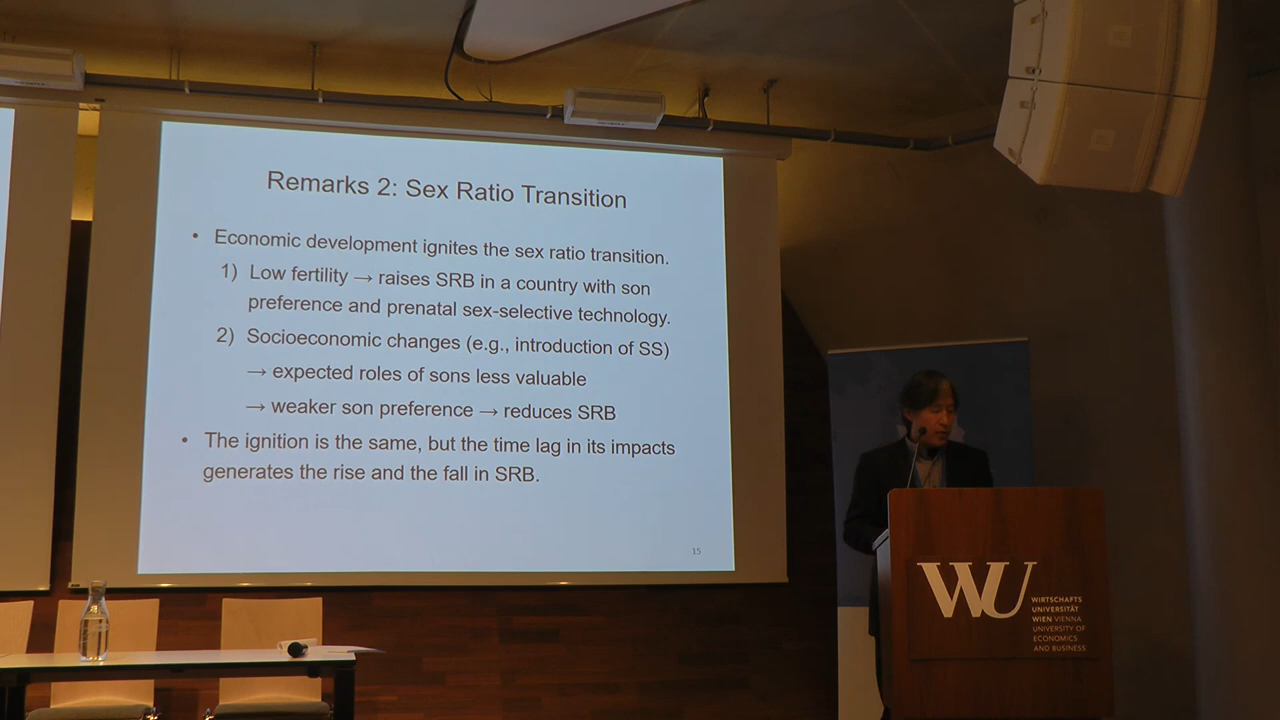 Remarks 2: Sex Ratio Transition
• Economic development ignites the sex ratio transition.
1) Low fertility → raises SRB in a country with son
preference and prenatal sex-selective technology.
2) Socioeconomic changes (e.g., introduction of SS)
→ expected roles of sons less valuable
→ weaker son preference → reduces SRB
• The ignition is the same, but the time lag in its impacts
generates the rise and the fall in SRB.
15
WU
WIRTSCHAFTS
UNIVERSITÄT
WIEN VIENNA
UNIVERSITY OF
ECONOMICS
AND BUSINESS